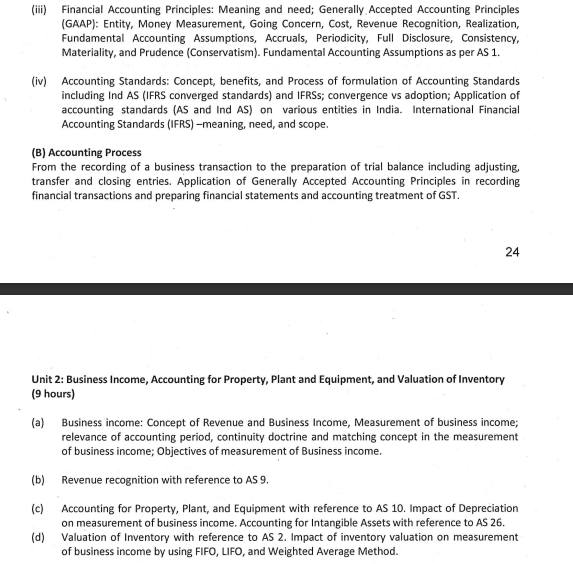 (iii) Financial Accounting Principles: Meaning and need; Generally Accepted Accounting Principles
(GAAP): Entity, Money Measurement, Going Concern, Cost, Revenue Recognition, Realization,
Fundamental Accounting Assumptions, Accruals, Periodicity, Full Disclosure, Consistency,
Materiality, and Prudence (Conservatism). Fundamental Accounting Assumptions as per AS 1.
(iv) Accounting Standards: Concept, benefits, and Process of formulation of Accounting Standards
including Ind AS (IFRS converged standards) and IFRSs; convergence vs adoption; Application of
accounting standards (AS and Ind AS) on various entities in India. International Financial
Accounting Standards (IFRS) –meaning, need, and scope.
(B) Accounting Process
From the recording of a business transaction to the preparation of trial balance including adjusting,
transfer and closing entries. Application of Generally Accepted Accounting Principles in recording
financial transactions and preparing financial statements and accounting treatment of GST.
24
Unit 2: Business Income, Accounting for Property, Plant and Equipment, and Valuation of Inventory
(9 hours)
(a) Business income: Concept of Revenue and Business Income, Measurement of business income;
relevance of accounting period, continuity doctrine and matching concept in the measurement
of business income; Objectives of measurement of Business income.
(b) Revenue recognition with reference to AS 9.
(c) Accounting for Property, Plant, and Equipment with reference to AS 10. Impact of Depreciation
on measurement of business income. Accounting for Intangible Assets with reference to AS 26.
(d) Valuation of Inventory with reference to AS 2. Impact of inventory valuation on measurement
of business income by using FIFO, LIFO, and Weighted Average Method.